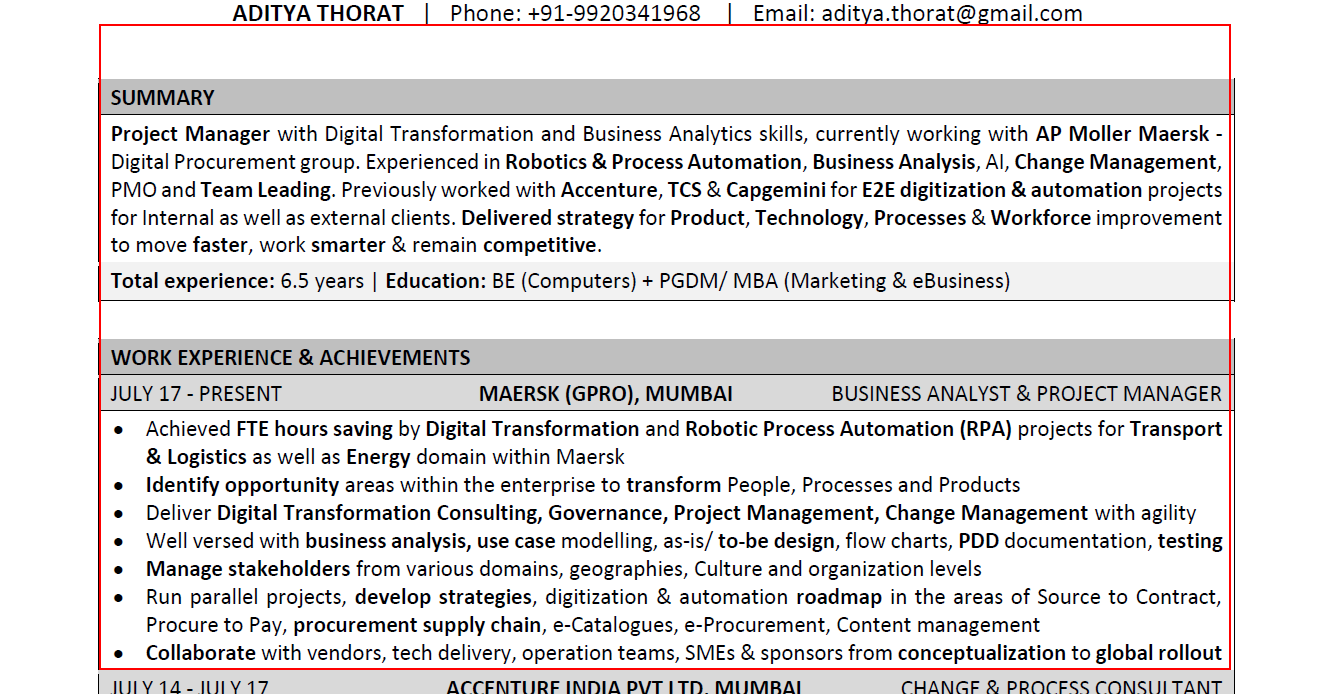 ADITYA THORAT | Phone: +91-9920341968 | Email: aditya.thorat@gmail.com
SUMMARY
Project Manager with Digital Transformation and Business Analytics skills, currently working with AP Moller Maersk -
Digital Procurement group. Experienced in Robotics & Process Automation, Business Analysis, AI, Change Management,
PMO and Team Leading. Previously worked with Accenture, TCS & Capgemini for E2E digitization & automation projects
for Internal as well as external clients. Delivered strategy for Product, Technology, Processes & Workforce improvement
to move faster, work smarter & remain competitive.
Total experience: 6.5 years | Education: BE (Computers) + PGDM/ MBA (Marketing & eBusiness)
WORK EXPERIENCE & ACHIEVEMENTS
JULY 17 - PRESENT MAERSK (GPRO), MUMBAI BUSINESS ANALYST & PROJECT MANAGER
• Achieved FTE hours saving by Digital Transformation and Robotic Process Automation (RPA) projects for Transport
& Logistics as well as Energy domain within Maersk
• Identify opportunity areas within the enterprise to transform People, Processes and Products
• Deliver Digital Transformation Consulting, Governance, Project Management, Change Management with agility
• Well versed with business analysis, use case modelling, as-is/ to-be design, flow charts, PDD documentation, testing
• Manage stakeholders from various domains, geographies, Culture and organization levels
• Run parallel projects, develop strategies, digitization & automation roadmap in the areas of Source to Contract,
Procure to Pay, procurement supply chain, e-Catalogues, e-Procurement, Content management
• Collaborate with vendors, tech delivery, operation teams, SMEs & sponsors from conceptualization to global rollout
JULY 14 - JULY 17 ACCENTURE INDIA PVT LTD, MUMBAI CHANGE & PROCESS CONSULTANT